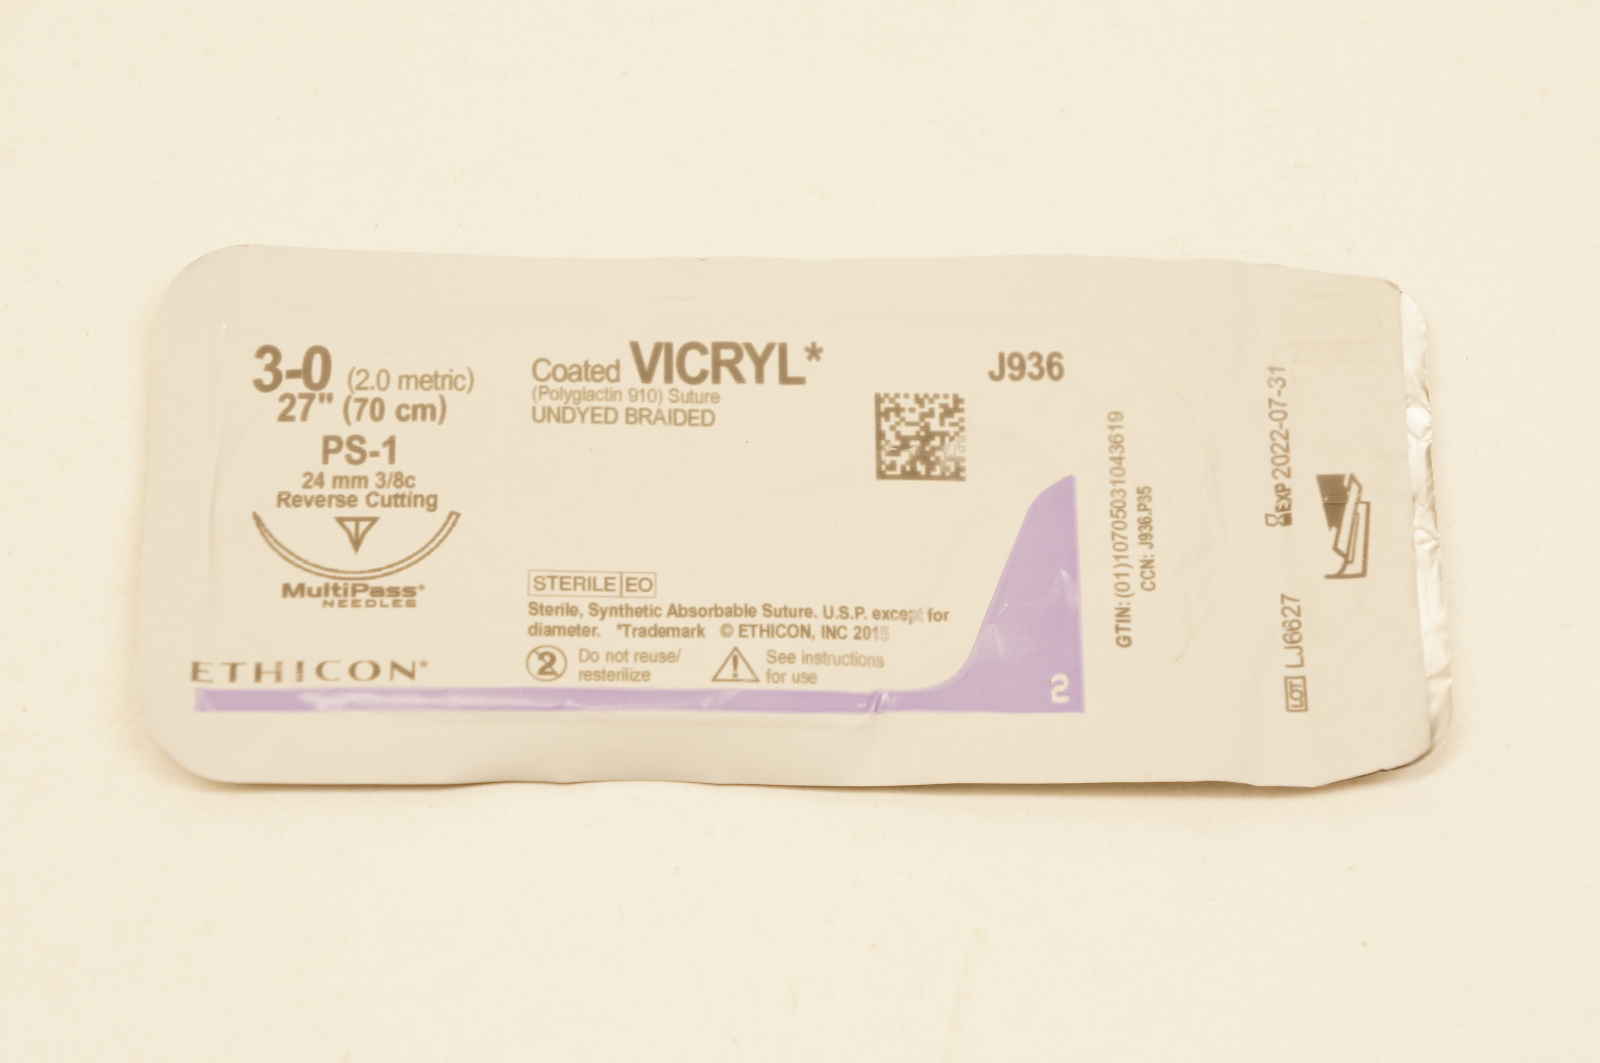 3-0 (2.0 metric)
27" (70 cm)
PS-1
24 mm 3/8c
Reverse Cutting
MultiPass*
NEEDLES
ETHICON*
Coated VICRYL*
(Polyglactin 910) Suture
UNDYED BRAIDED
J936
STERILE EO
Sterile, Synthetic Absorbable Suture. U.S.P. except for
diameter. *Trademark © ETHICON, INC
2 Do not reuse/
resterilize
See instructions
for use
S
GTIN: (01)10705031043619
CCN: J936.P35
EXP 2022-07-31
LOT LJ6627